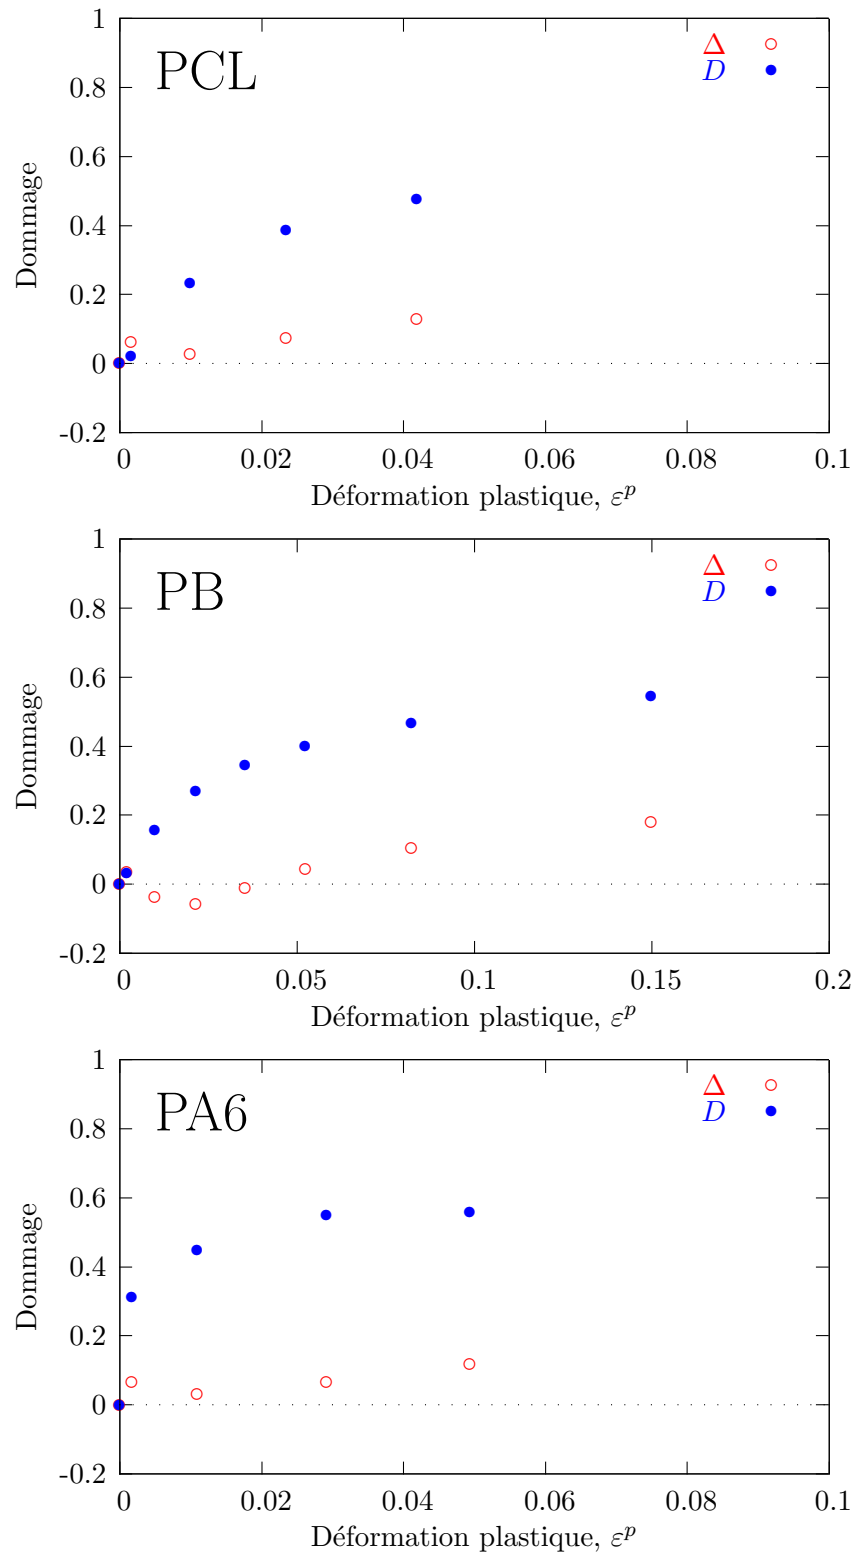 1
PCL
Δ
0.8
D
0.6
Dommage
0.4
0.2
0
-0.2
0 0.02 0.04 0.06 0.08 0.1
Déformation plastique, εᵖ
1
PB
Δ
0.8
D
0.6
Dommage
0.4
0.2
0
-0.2
0 0.05 0.1 0.15 0.2
Déformation plastique, εᵖ
1
PA6
Δ
0.8
D
0.6
Dommage
0.4
0.2
0
-0.2
0 0.02 0.04 0.06 0.08 0.1
Déformation plastique, εᵖ